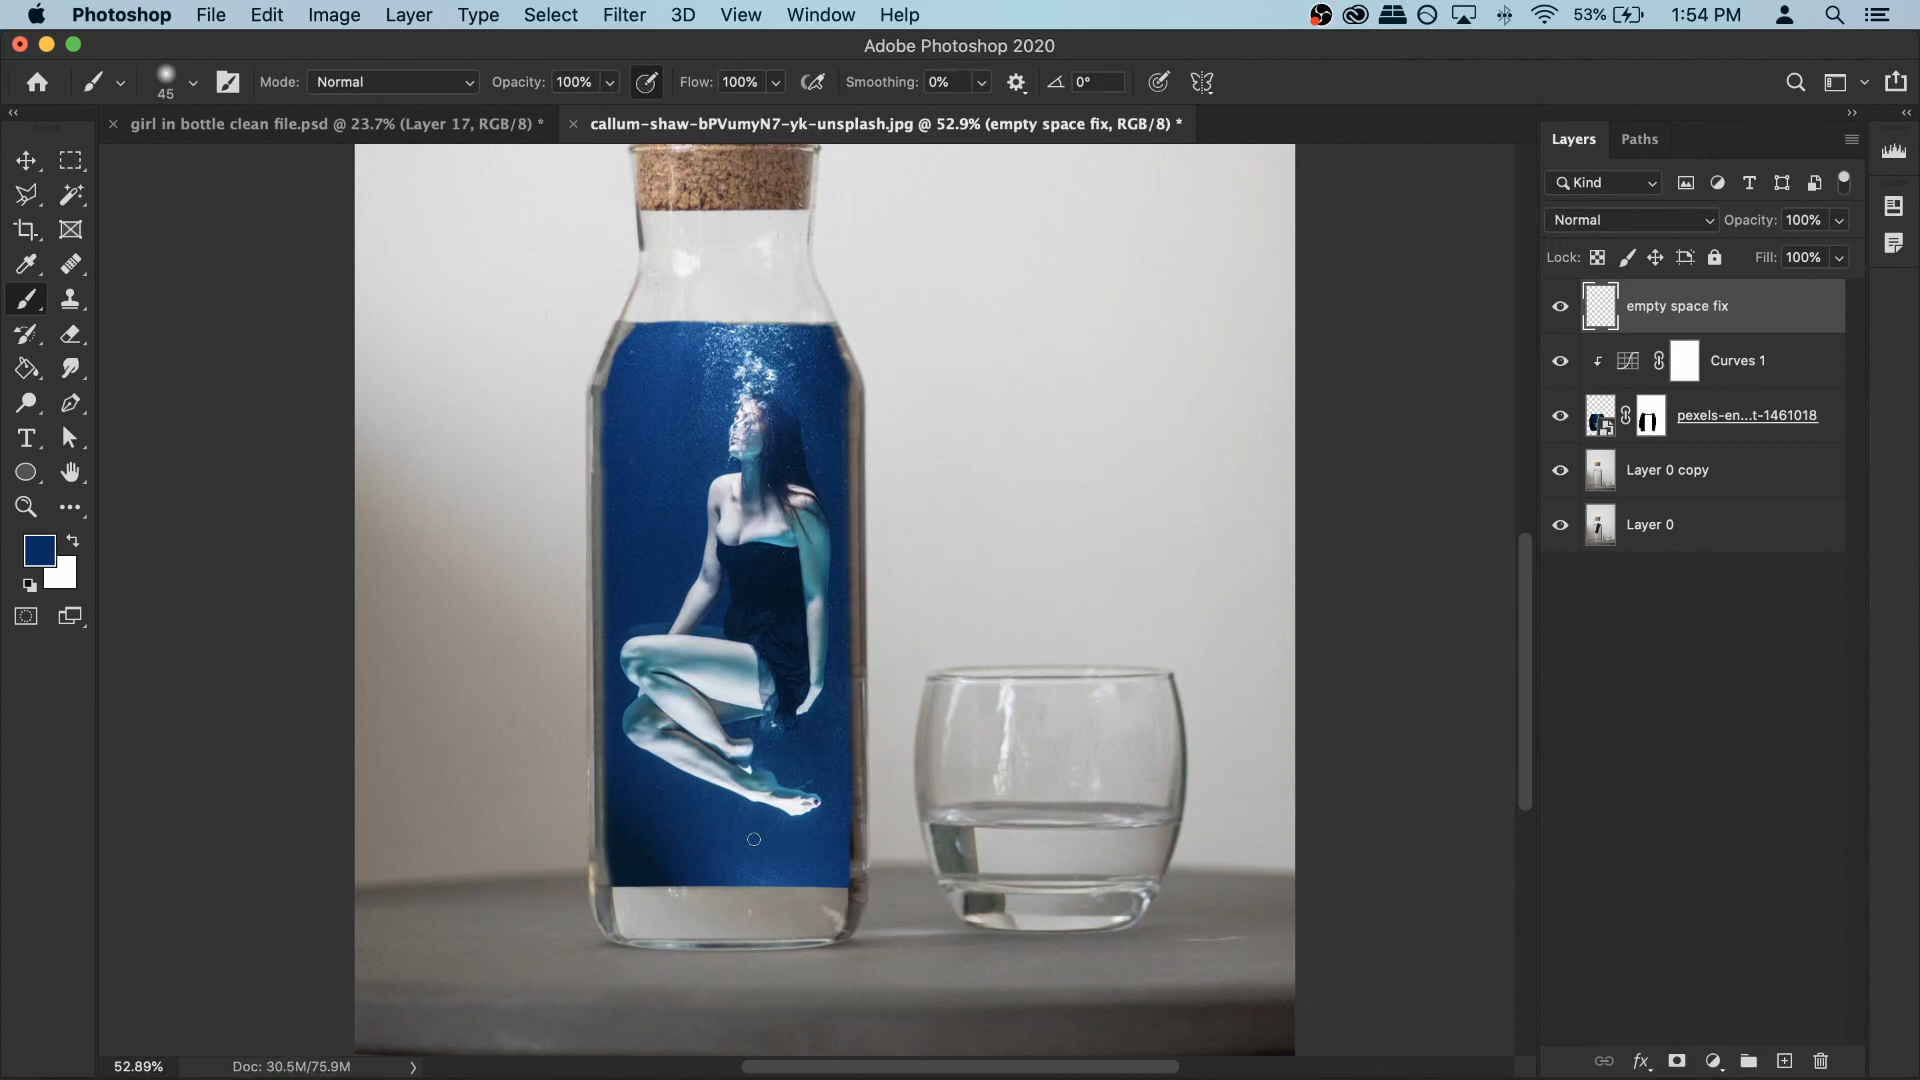 Photoshop File Edit Image Layer Type Select Filter 3D View Window Help 53% 1:54 PM
Adobe Photoshop 2020
45 Mode: Normal Opacity: 100% Flow: 100% Smoothing: 0% 0°
girl in bottle clean file.psd @ 23.7% (Layer 17, RGB/8) * callum-shaw-bPVumyN7-yk-unsplash.jpg @ 52.9% (empty space fix, RGB/8) *
Layers Paths
Kind
Normal Opacity: 100%
Lock: Fill: 100%
empty space fix
Curves 1
pexels-en...t-1461018
Layer 0 copy
Layer 0
52.89% Doc: 30.5M/75.9M